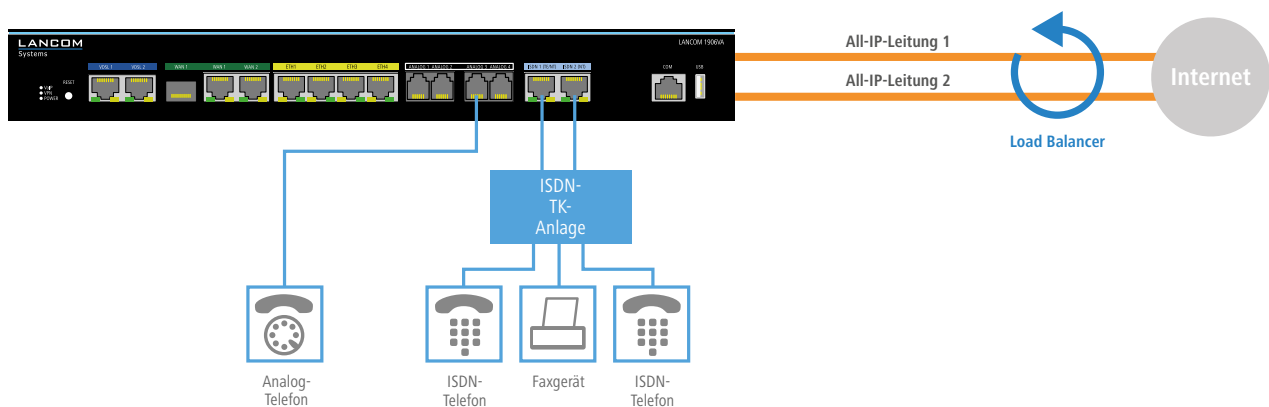 LANCOM
Systems
LANCOM 1906VA
VDSL 1 VDSL 2 WAN 1 WAN 1 WAN 2 ETH1 ETH2 ETH3 ETH4 ANALOG 1 ANALOG 2 ANALOG 3 ANALOG 4 ISDN 1 (TE/NT) ISDN 2 (NT) COM USB
VoIP
VPN
POWER
RESET
All-IP-Leitung 1
All-IP-Leitung 2
Internet
Load Balancer
ISDN-
TK-
Anlage
Analog-
Telefon
ISDN-
Telefon
Faxgerät
ISDN-
Telefon